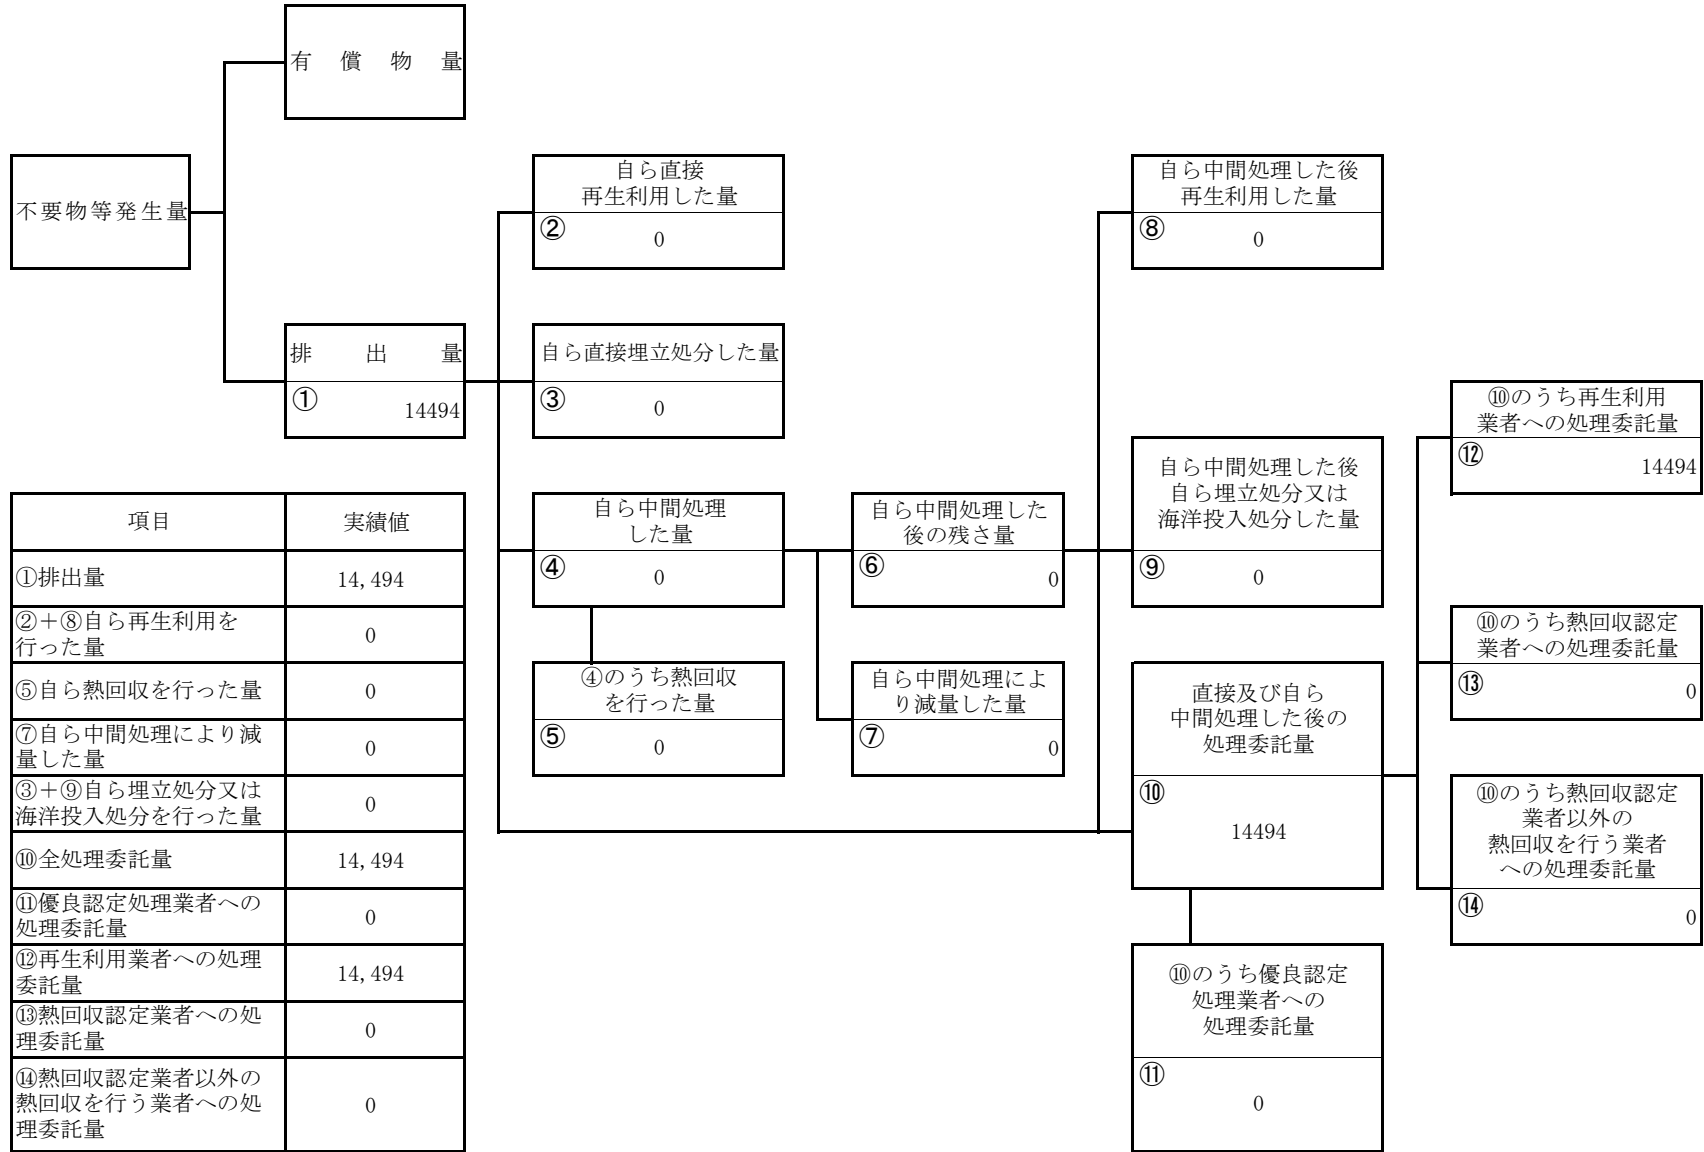 有償物量
不要物等発生量
排出量
①
14494
自ら直接
再生利用した量
②
0
自ら直接埋立処分した量
③
0
自ら中間処理
した量
④
0
④のうち熱回収
を行った量
⑤
0
自ら中間処理した
後の残さ量
⑥
0
自ら中間処理によ
り減量した量
⑦
0
自ら中間処理した後
再生利用した量
⑧
0
自ら中間処理した後
自ら埋立処分又は
海洋投入処分した量
⑨
0
直接及び自ら
中間処理した後の
処理委託量
⑩
14494
⑩のうち優良認定
処理業者への
処理委託量
⑪
0
⑩のうち再生利用
業者への処理委託量
⑫
14494
⑩のうち熱回収認定
業者への処理委託量
⑬
0
⑩のうち熱回収認定
業者以外の
熱回収を行う業者
への処理委託量
⑭
0
項目 実績値
①排出量 14,494
②＋⑧自ら再生利用を
行った量 0
⑤自ら熱回収を行った量 0
⑦自ら中間処理により減
量した量 0
③＋⑨自ら埋立処分又は
海洋投入処分を行った量 0
⑩全処理委託量 14,494
⑪優良認定処理業者への
処理委託量 0
⑫再生利用業者への処理
委託量 14,494
⑬熱回収認定業者への処
理委託量 0
⑭熱回収認定業者以外の
熱回収を行う業者への処
理委託量 0